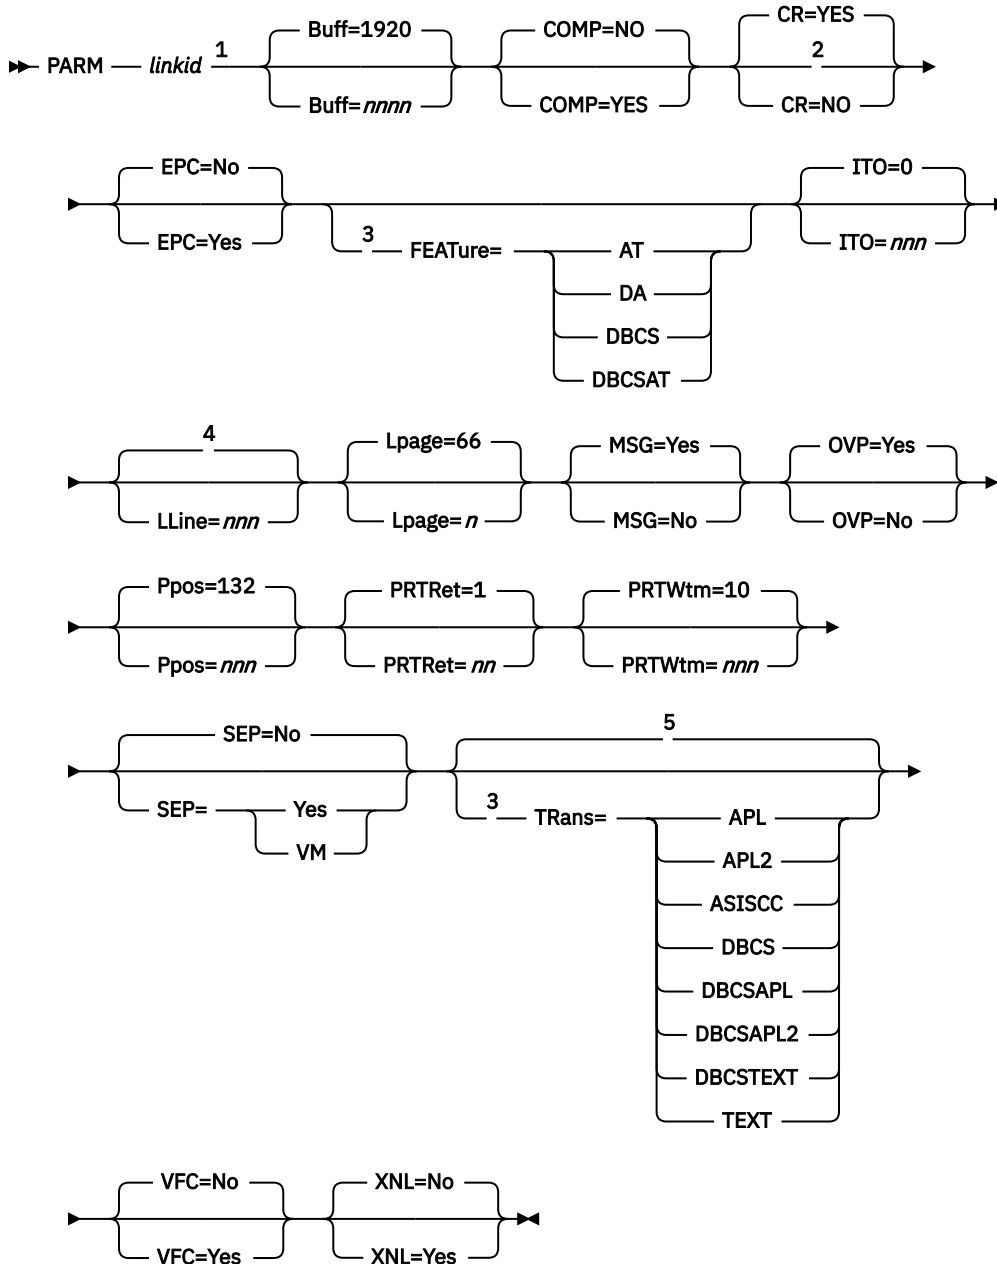 Buff=1920 COMP=NO CR=YES
PARM linkid 1 2
Buff=nnnn COMP=YES CR=NO
EPC=No ITO=0
EPC=Yes 3 FEATure= AT ITO=nnn
DA
DBCS
DBCSAT
4 Lpage=66 MSG=Yes OVP=Yes
LLine=nnn Lpage=n MSG=No OVP=No
Ppos=132 PRTRet=1 PRTWtm=10
Ppos=nnn PRTRet=nn PRTWtm=nnn
SEP=No 5
SEP= Yes 3 TRans= APL
VM
APL2
ASISCC
DBCS
DBCSAPL
DBCSAPL2
DBCSTEXT
TEXT
VFC=No XNL=No
VFC=Yes XNL=Yes